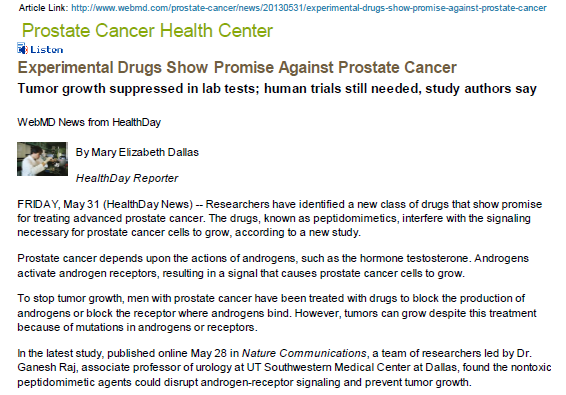 Article Link: http://www.webmd.com/prostate-cancer/news/20130531/experimental-drugs-show-promise-against-prostate-cancer
Prostate Cancer Health Center
Listen
Experimental Drugs Show Promise Against Prostate Cancer
Tumor growth suppressed in lab tests; human trials still needed, study authors say
WebMD News from HealthDay
By Mary Elizabeth Dallas
HealthDay Reporter
FRIDAY, May 31 (HealthDay News) -- Researchers have identified a new class of drugs that show promise
for treating advanced prostate cancer. The drugs, known as peptidomimetics, interfere with the signaling
necessary for prostate cancer cells to grow, according to a new study.
Prostate cancer depends upon the actions of androgens, such as the hormone testosterone. Androgens
activate androgen receptors, resulting in a signal that causes prostate cancer cells to grow.
To stop tumor growth, men with prostate cancer have been treated with drugs to block the production of
androgens or block the receptor where androgens bind. However, tumors can grow despite this treatment
because of mutations in androgens or receptors.
In the latest study, published online May 28 in Nature Communications, a team of researchers led by Dr.
Ganesh Raj, associate professor of urology at UT Southwestern Medical Center at Dallas, found the nontoxic
peptidomimetic agents could disrupt androgen-receptor signaling and prevent tumor growth.